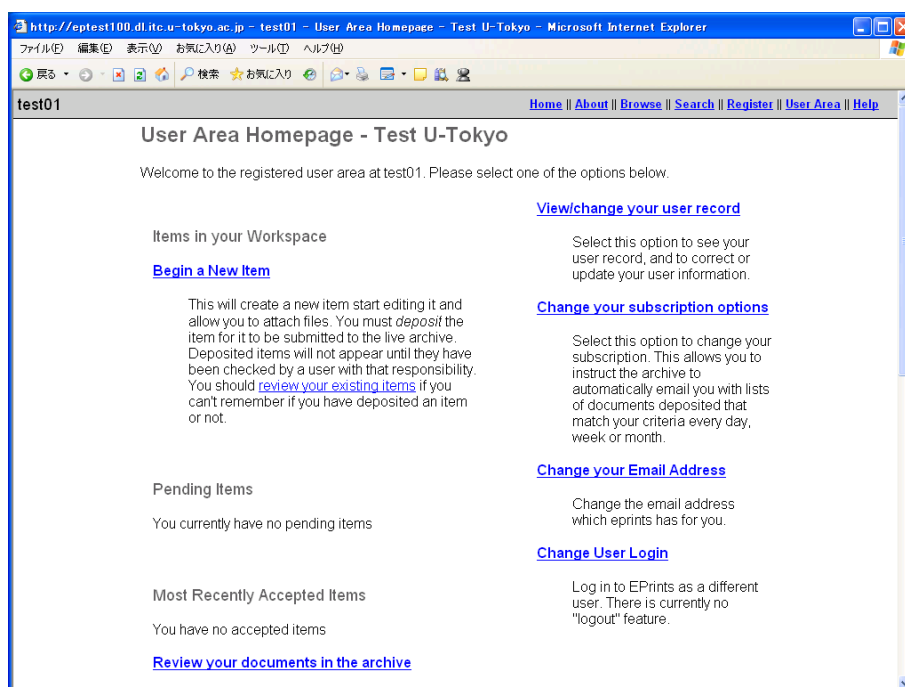 http://eptest100.dl.itc.u-tokyo.ac.jp - test01 - User Area Homepage - Test U-Tokyo - Microsoft Internet Explorer
ファイル(F) 編集(E) 表示(V) お気に入り(A) ツール(T) ヘルプ(H)
戻る 検索 お気に入り
test01
Home || About || Browse || Search || Register || User Area || Help
User Area Homepage - Test U-Tokyo
Welcome to the registered user area at test01. Please select one of the options below.
Items in your Workspace
Begin a New Item
This will create a new item start editing it and
allow you to attach files. You must deposit the
item for it to be submitted to the live archive.
Deposited items will not appear until they have
been checked by a user with that responsibility.
You should review your existing items if you
can't remember if you have deposited an item
or not.
Pending Items
You currently have no pending items
Most Recently Accepted Items
You have no accepted items
Review your documents in the archive
View/change your user record
Select this option to see your
user record, and to correct or
update your user information.
Change your subscription options
Select this option to change your
subscription. This allows you to
instruct the archive to
automatically email you with lists
of documents deposited that
match your criteria every day,
week or month.
Change your Email Address
Change the email address
which eprints has for you.
Change User Login
Log in to EPrints as a different
user. There is currently no
"logout" feature.